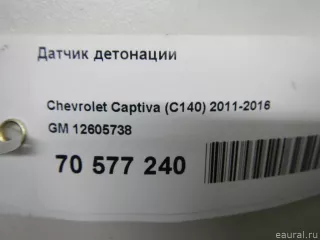 Датчик детонации
Chevrolet Captiva (C140) 2011-2016
GM 12605738
70 577 240
eaural.ru